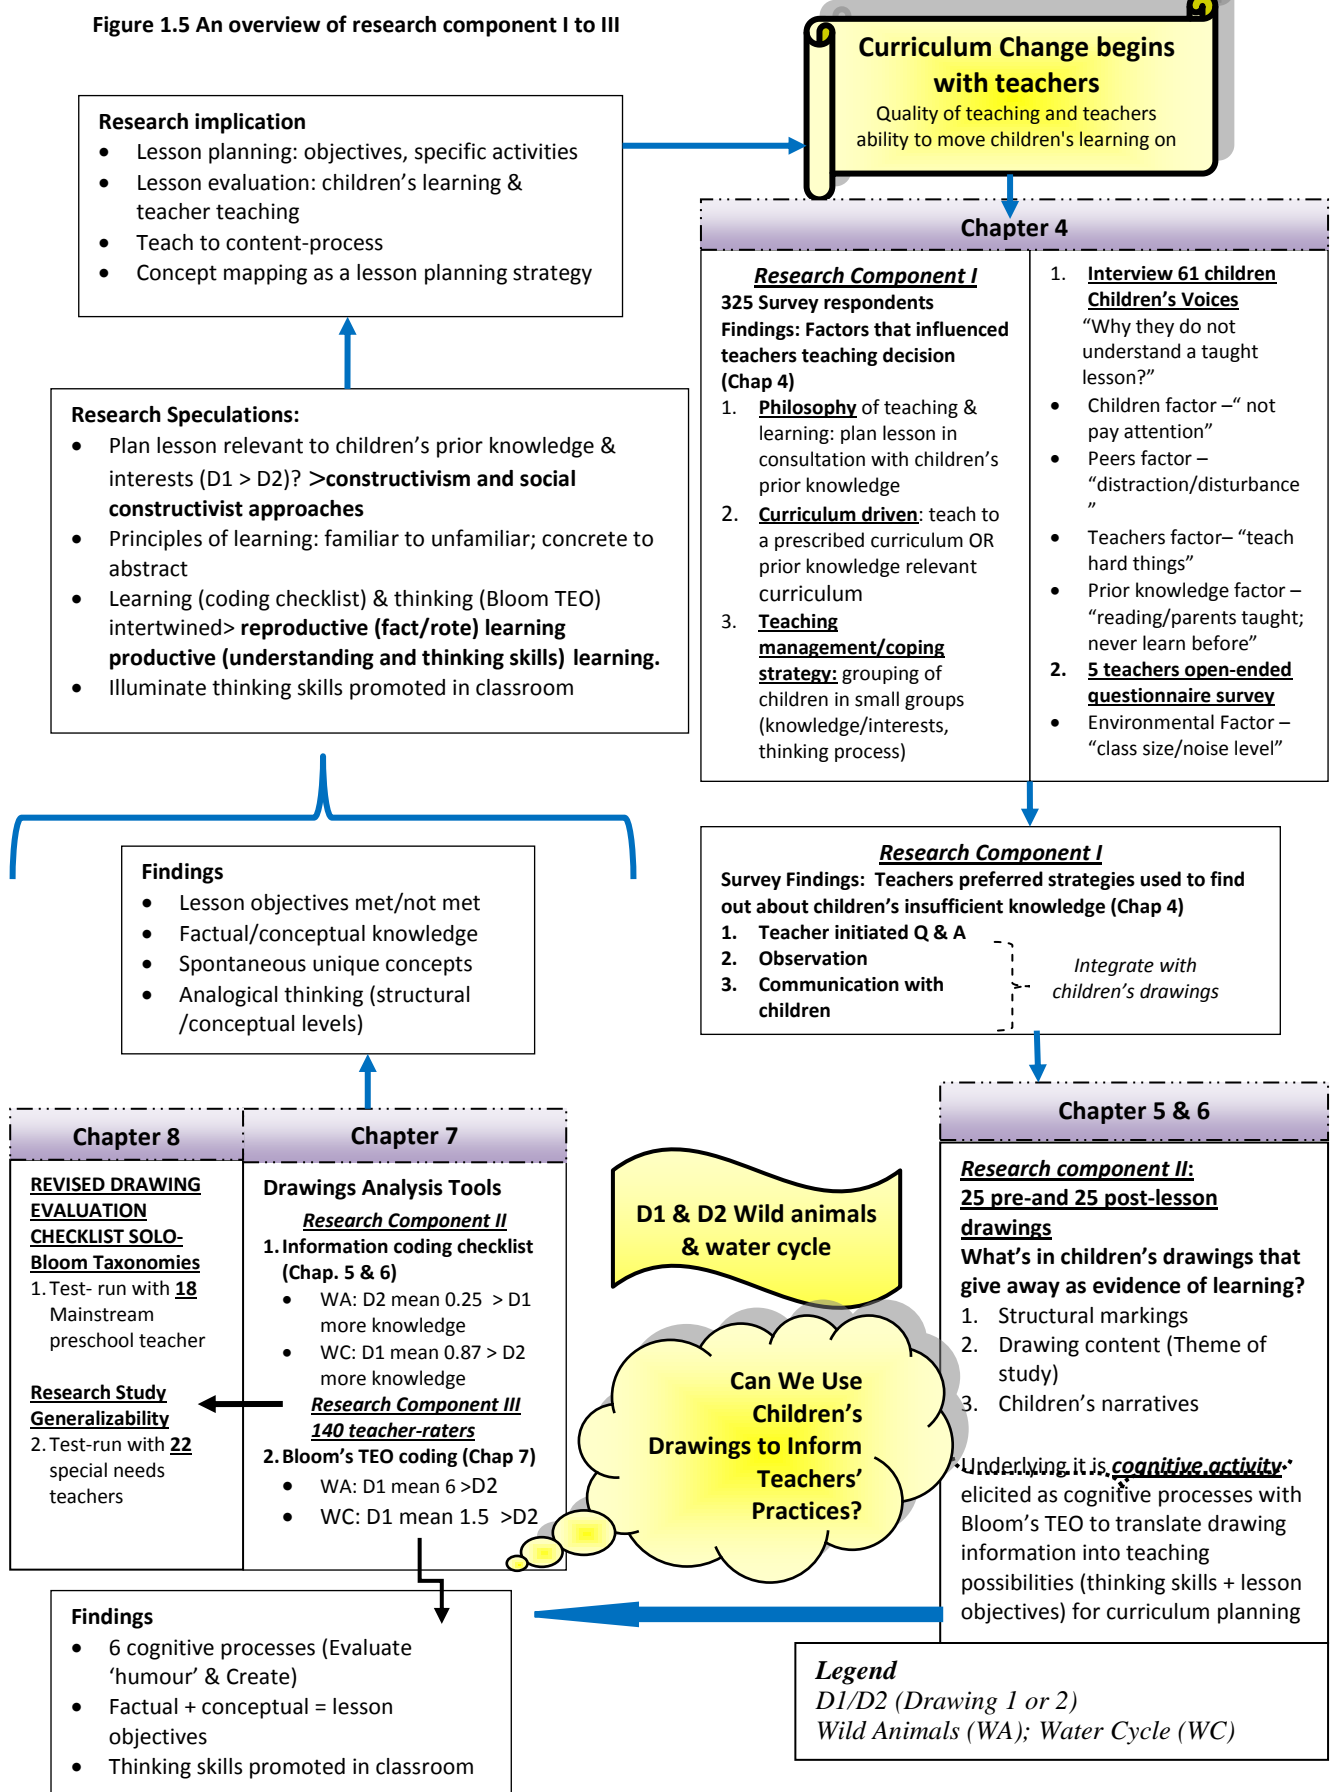 Figure 1.5 An overview of research component I to III
Curriculum Change begins
with teachers
Quality of teaching and teachers
ability to move children's learning on
Research implication
• Lesson planning: objectives, specific activities
• Lesson evaluation: children’s learning &
teacher teaching
• Teach to content-process
• Concept mapping as a lesson planning strategy
Chapter 4
Research Component I
325 Survey respondents
Findings: Factors that influenced
teachers teaching decision
(Chap 4)
1. Philosophy of teaching &
learning: plan lesson in
consultation with children’s
prior knowledge
2. Curriculum driven: teach to
a prescribed curriculum OR
prior knowledge relevant
curriculum
3. Teaching
management/coping
strategy: grouping of
children in small groups
(knowledge/interests,
thinking process)
1. Interview 61 children
Children’s Voices
“Why they do not
understand a taught
lesson?”
• Children factor –“ not
pay attention”
• Peers factor –
“distraction/disturbance
”
• Teachers factor– “teach
hard things”
• Prior knowledge factor –
“reading/parents taught;
never learn before”
2. 5 teachers open-ended
questionnaire survey
• Environmental Factor –
“class size/noise level”
Research Speculations:
• Plan lesson relevant to children’s prior knowledge &
interests (D1 > D2)? >constructivism and social
constructivist approaches
• Principles of learning: familiar to unfamiliar; concrete to
abstract
• Learning (coding checklist) & thinking (Bloom TEO)
intertwined> reproductive (fact/rote) learning
productive (understanding and thinking skills) learning.
• Illuminate thinking skills promoted in classroom
Research Component I
Survey Findings: Teachers preferred strategies used to find
out about children’s insufficient knowledge (Chap 4)
1. Teacher initiated Q & A
2. Observation
3. Communication with
children
Integrate with
children’s drawings
Findings
• Lesson objectives met/not met
• Factual/conceptual knowledge
• Spontaneous unique concepts
• Analogical thinking (structural
/conceptual levels)
Chapter 8
REVISED DRAWING
EVALUATION
CHECKLIST SOLO-
Bloom Taxonomies
1. Test- run with 18
Mainstream
preschool teacher
Research Study
Generalizability
2. Test-run with 22
special needs
teachers
Chapter 7
Drawings Analysis Tools
Research Component II
1. Information coding checklist
(Chap. 5 & 6)
• WA: D2 mean 0.25 > D1
more knowledge
• WC: D1 mean 0.87 > D2
more knowledge
Research Component III
140 teacher-raters
2. Bloom’s TEO coding (Chap 7)
• WA: D1 mean 6 >D2
• WC: D1 mean 1.5 >D2
D1 & D2 Wild animals
& water cycle
Can We Use
Children’s
Drawings to Inform
Teachers’
Practices?
Chapter 5 & 6
Research component II:
25 pre-and 25 post-lesson
drawings
What’s in children’s drawings that
give away as evidence of learning?
1. Structural markings
2. Drawing content (Theme of
study)
3. Children’s narratives
Underlying it is cognitive activity
elicited as cognitive processes with
Bloom’s TEO to translate drawing
information into teaching
possibilities (thinking skills + lesson
objectives) for curriculum planning
Findings
• 6 cognitive processes (Evaluate
‘humour’ & Create)
• Factual + conceptual = lesson
objectives
• Thinking skills promoted in classroom
Legend
D1/D2 (Drawing 1 or 2)
Wild Animals (WA); Water Cycle (WC)